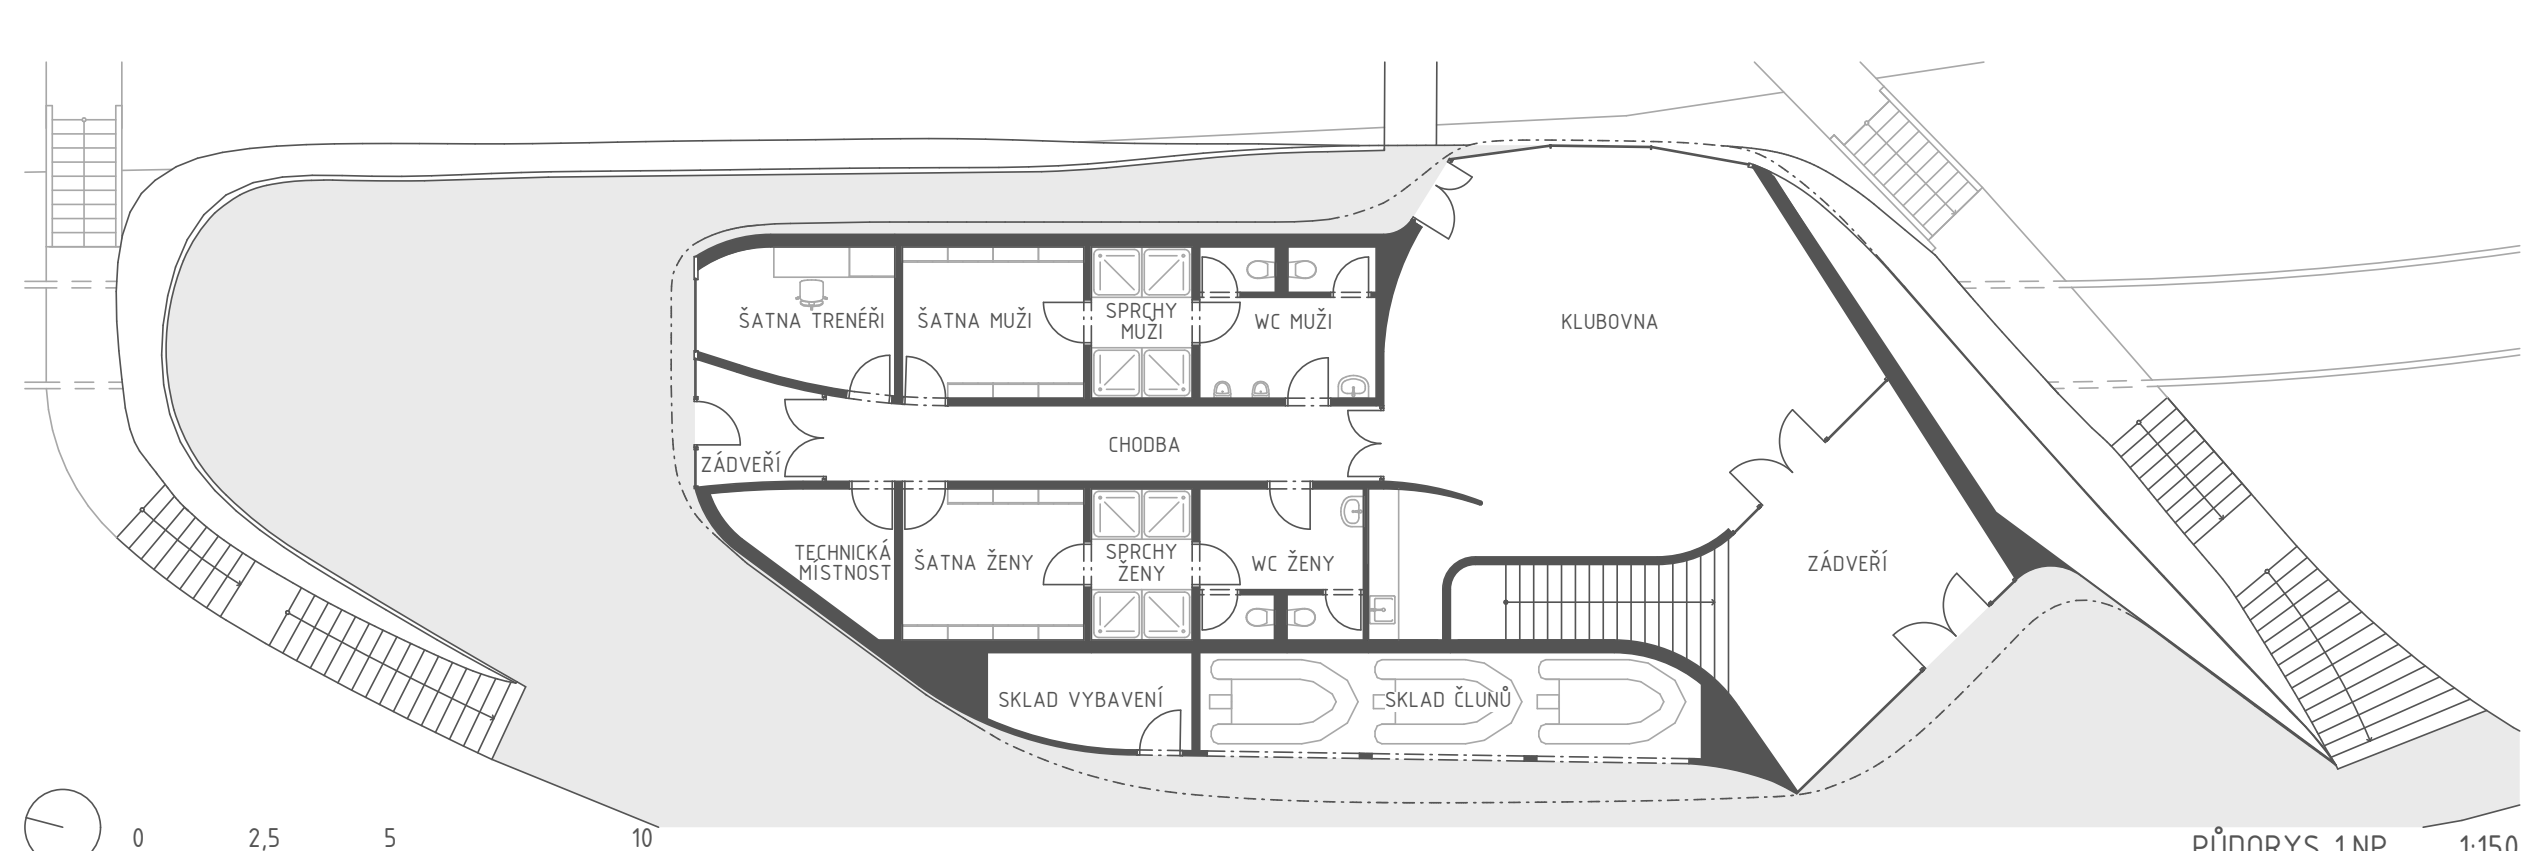 ŠATNA TRENÉŘI
ŠATNA MUŽI
SPRCHY
MUŽI
WC MUŽI
KLUBOVNA
CHODBA
ZÁDVEŘÍ
TECHNICKÁ
MÍSTNOST
ŠATNA ŽENY
SPRCHY
ŽENY
WC ŽENY
ZÁDVEŘÍ
SKLAD VYBAVENÍ
SKLAD ČLUNŮ
0 2,5 5 10
PŮDORYS 1.NP 1:150